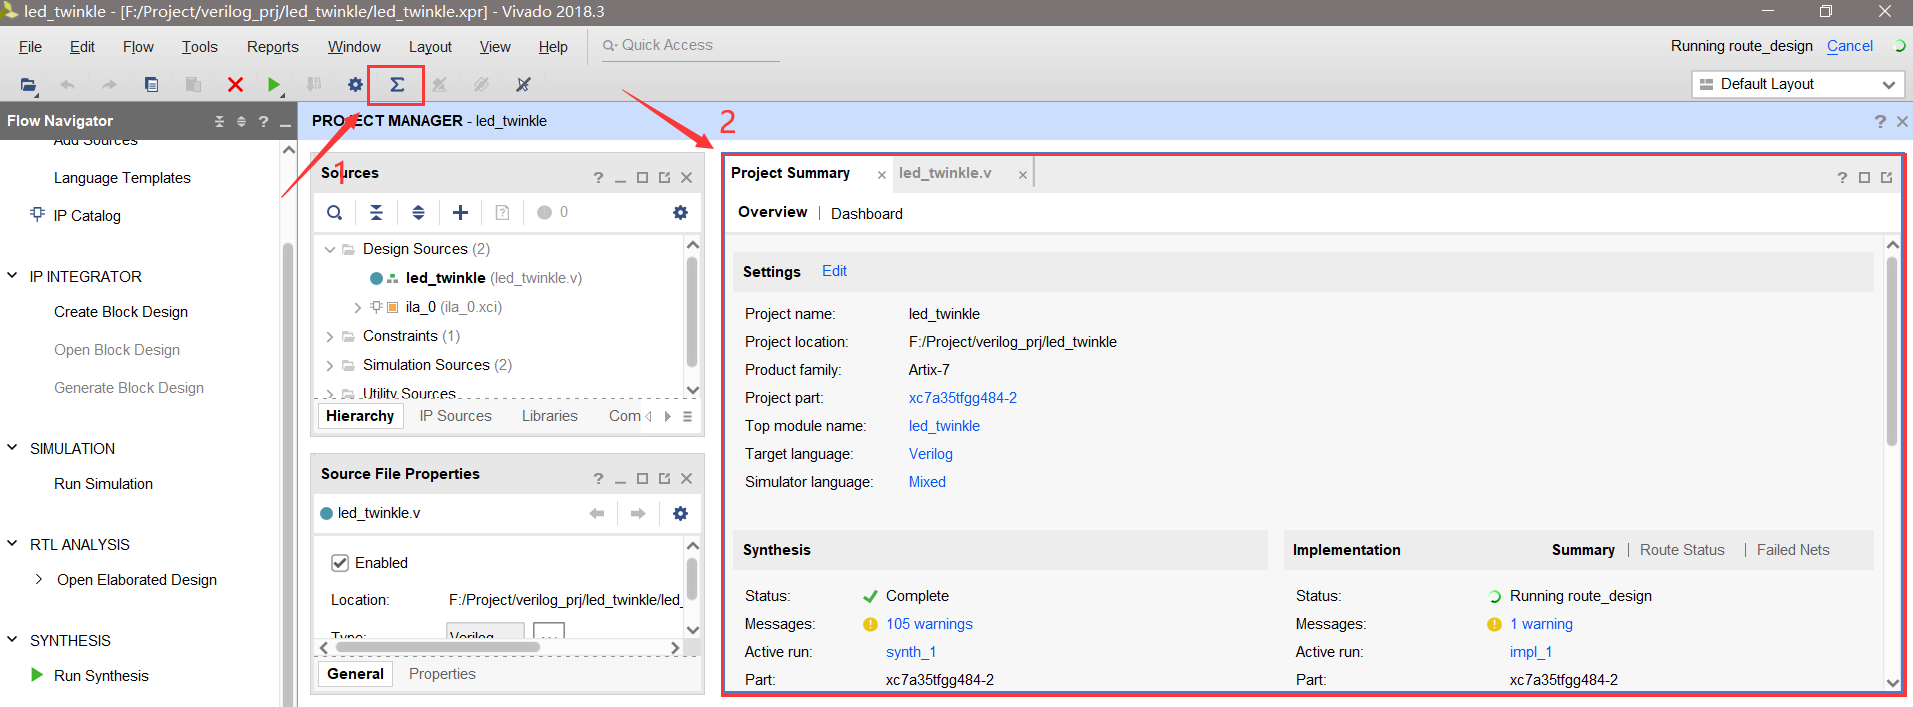 led_twinkle - [F:/Project/verilog_prj/led_twinkle/led_twinkle.xpr] - Vivado 2018.3
File Edit Flow Tools Reports Window Layout View Help Quick Access
Running route_design Cancel
Default Layout
Flow Navigator
PROJECT MANAGER - led_twinkle
1
2
Add Sources
Language Templates
IP Catalog
IP INTEGRATOR
Create Block Design
Open Block Design
Generate Block Design
SIMULATION
Run Simulation
RTL ANALYSIS
Open Elaborated Design
SYNTHESIS
Run Synthesis
Sources
0
Design Sources (2)
led_twinkle (led_twinkle.v)
ila_0 (ila_0.xci)
Constraints (1)
Simulation Sources (2)
Utility Sources
Hierarchy IP Sources Libraries Com
Source File Properties
led_twinkle.v
Enabled
Location: F:/Project/verilog_prj/led_twinkle/led_
Type: Verilog ...
General Properties
Project Summary led_twinkle.v
Overview | Dashboard
Settings Edit
Project name: led_twinkle
Project location: F:/Project/verilog_prj/led_twinkle
Product family: Artix-7
Project part: xc7a35tfgg484-2
Top module name: led_twinkle
Target language: Verilog
Simulator language: Mixed
Synthesis
Status: Complete
Messages: 105 warnings
Active run: synth_1
Part: xc7a35tfgg484-2
Implementation Summary | Route Status | Failed Nets
Status: Running route_design
Messages: 1 warning
Active run: impl_1
Part: xc7a35tfgg484-2